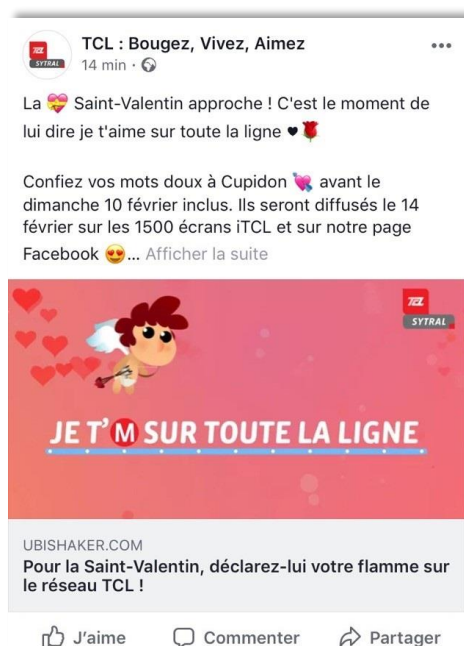 TCL
SYTRAL
TCL : Bougez, Vivez, Aimez
14 min ·
La 💝 Saint-Valentin approche ! C'est le moment de
lui dire je t'aime sur toute la ligne ♥🌹
Confiez vos mots doux à Cupidon 💘 avant le
dimanche 10 février inclus. Ils seront diffusés le 14
février sur les 1500 écrans iTCL et sur notre page
Facebook 😍... Afficher la suite
TCL
SYTRAL
JE T'M SUR TOUTE LA LIGNE
UBISHAKER.COM
Pour la Saint-Valentin, déclarez-lui votre flamme sur
le réseau TCL !
J'aime Commenter Partager